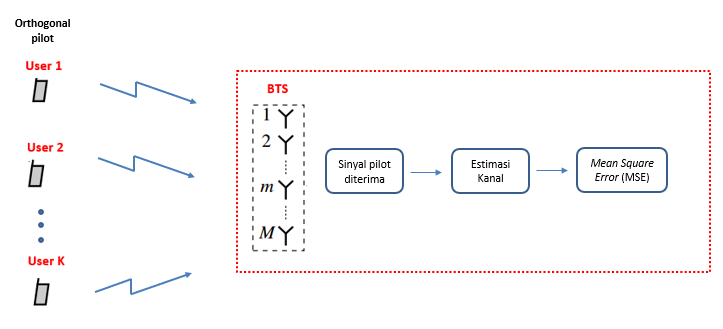 Orthogonal
pilot
User 1
User 2
User K
BTS
1
2
m
M
Sinyal pilot
diterima
Estimasi
Kanal
Mean Square
Error (MSE)